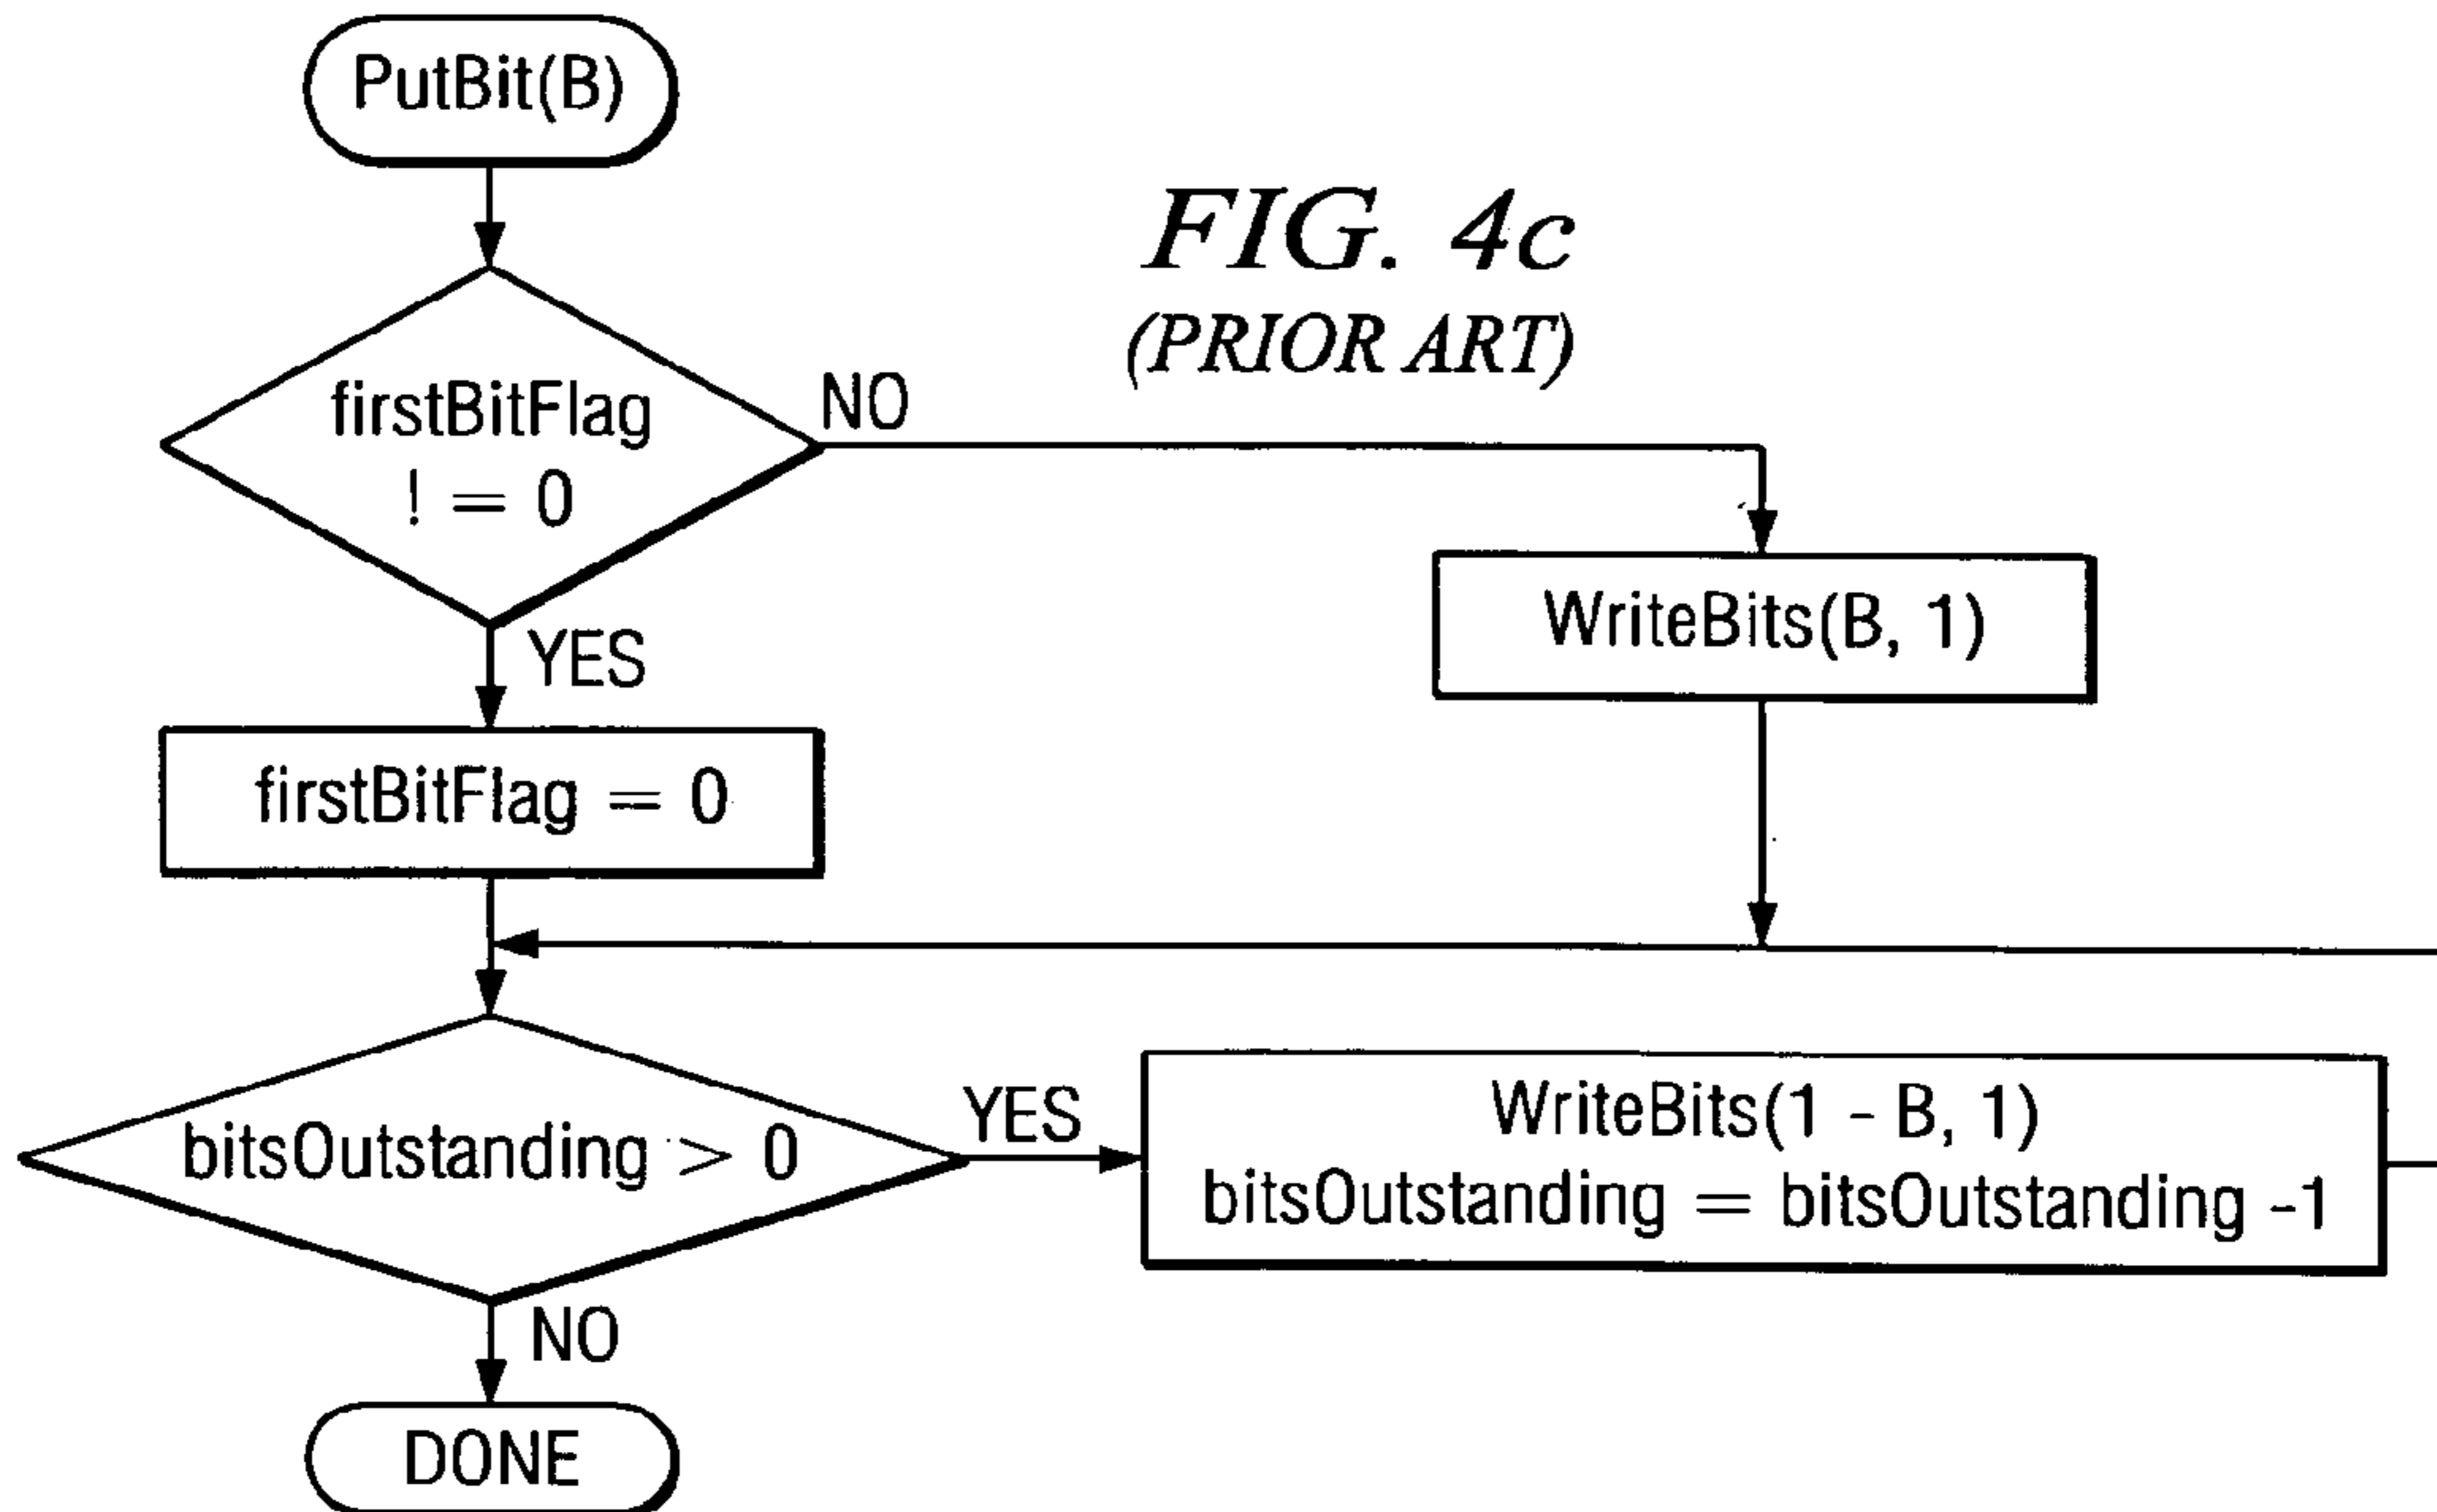 PutBit(B)
FIG. 4c
(PRIOR ART)
firstBitFlag
! = 0
NO
WriteBits(B, 1)
YES
firstBitFlag = 0
bitsOutstanding > 0
YES
WriteBits(1 - B, 1)
bitsOutstanding = bitsOutstanding -1
NO
DONE